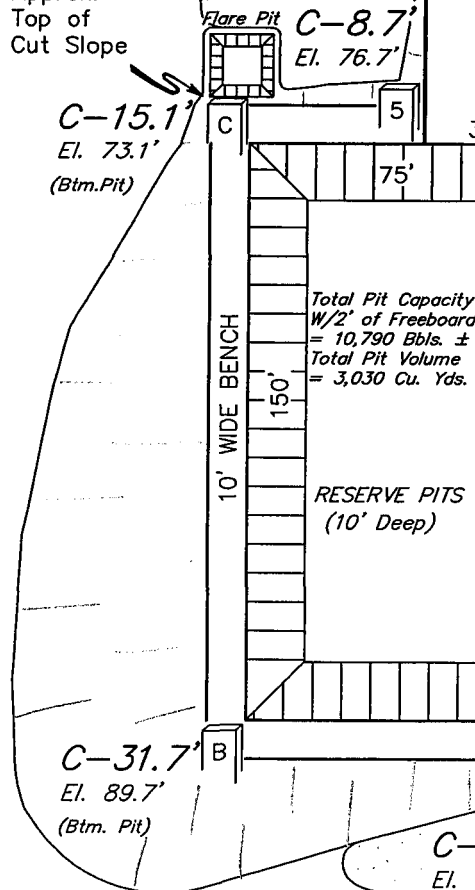 Top of
Cut Slope
Flare Pit
C-8.7'
El. 76.7'
C-15.1'
El. 73.1'
(Btm.Pit)
C
5
75'
Total Pit Capacity
W/2' of Freeboard
= 10,790 Bbls. ±
Total Pit Volume
= 3,030 Cu. Yds.
10' WIDE BENCH
150'
RESERVE PITS
(10' Deep)
C-31.7'
El. 89.7'
(Btm. Pit)
B
C-
El.